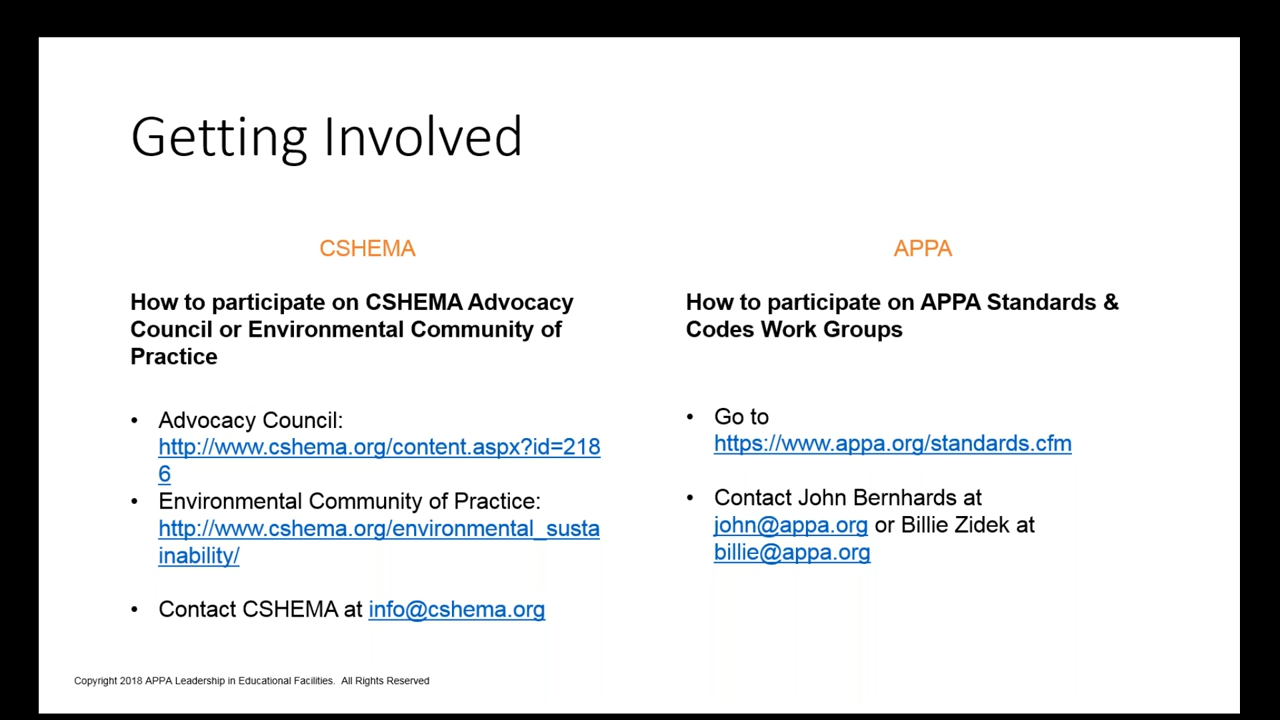 Getting Involved
CSHEMA
How to participate on CSHEMA Advocacy
Council or Environmental Community of
Practice
• Advocacy Council:
http://www.cshema.org/content.aspx?id=218
6
• Environmental Community of Practice:
http://www.cshema.org/environmental_susta
inability/
• Contact CSHEMA at info@cshema.org
APPA
How to participate on APPA Standards &
Codes Work Groups
• Go to
https://www.appa.org/standards.cfm
• Contact John Bernhards at
john@appa.org or Billie Zidek at
billie@appa.org
Copyright 2018 APPA Leadership in Educational Facilities.  All Rights Reserved